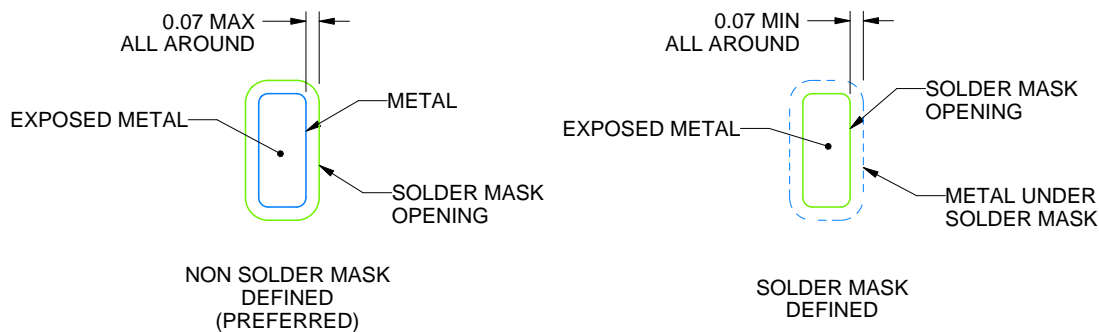 0.07 MAX
ALL AROUND
EXPOSED METAL
METAL
SOLDER MASK
OPENING
NON SOLDER MASK
DEFINED
(PREFERRED)
0.07 MIN
ALL AROUND
EXPOSED METAL
SOLDER MASK
OPENING
METAL UNDER
SOLDER MASK
SOLDER MASK
DEFINED